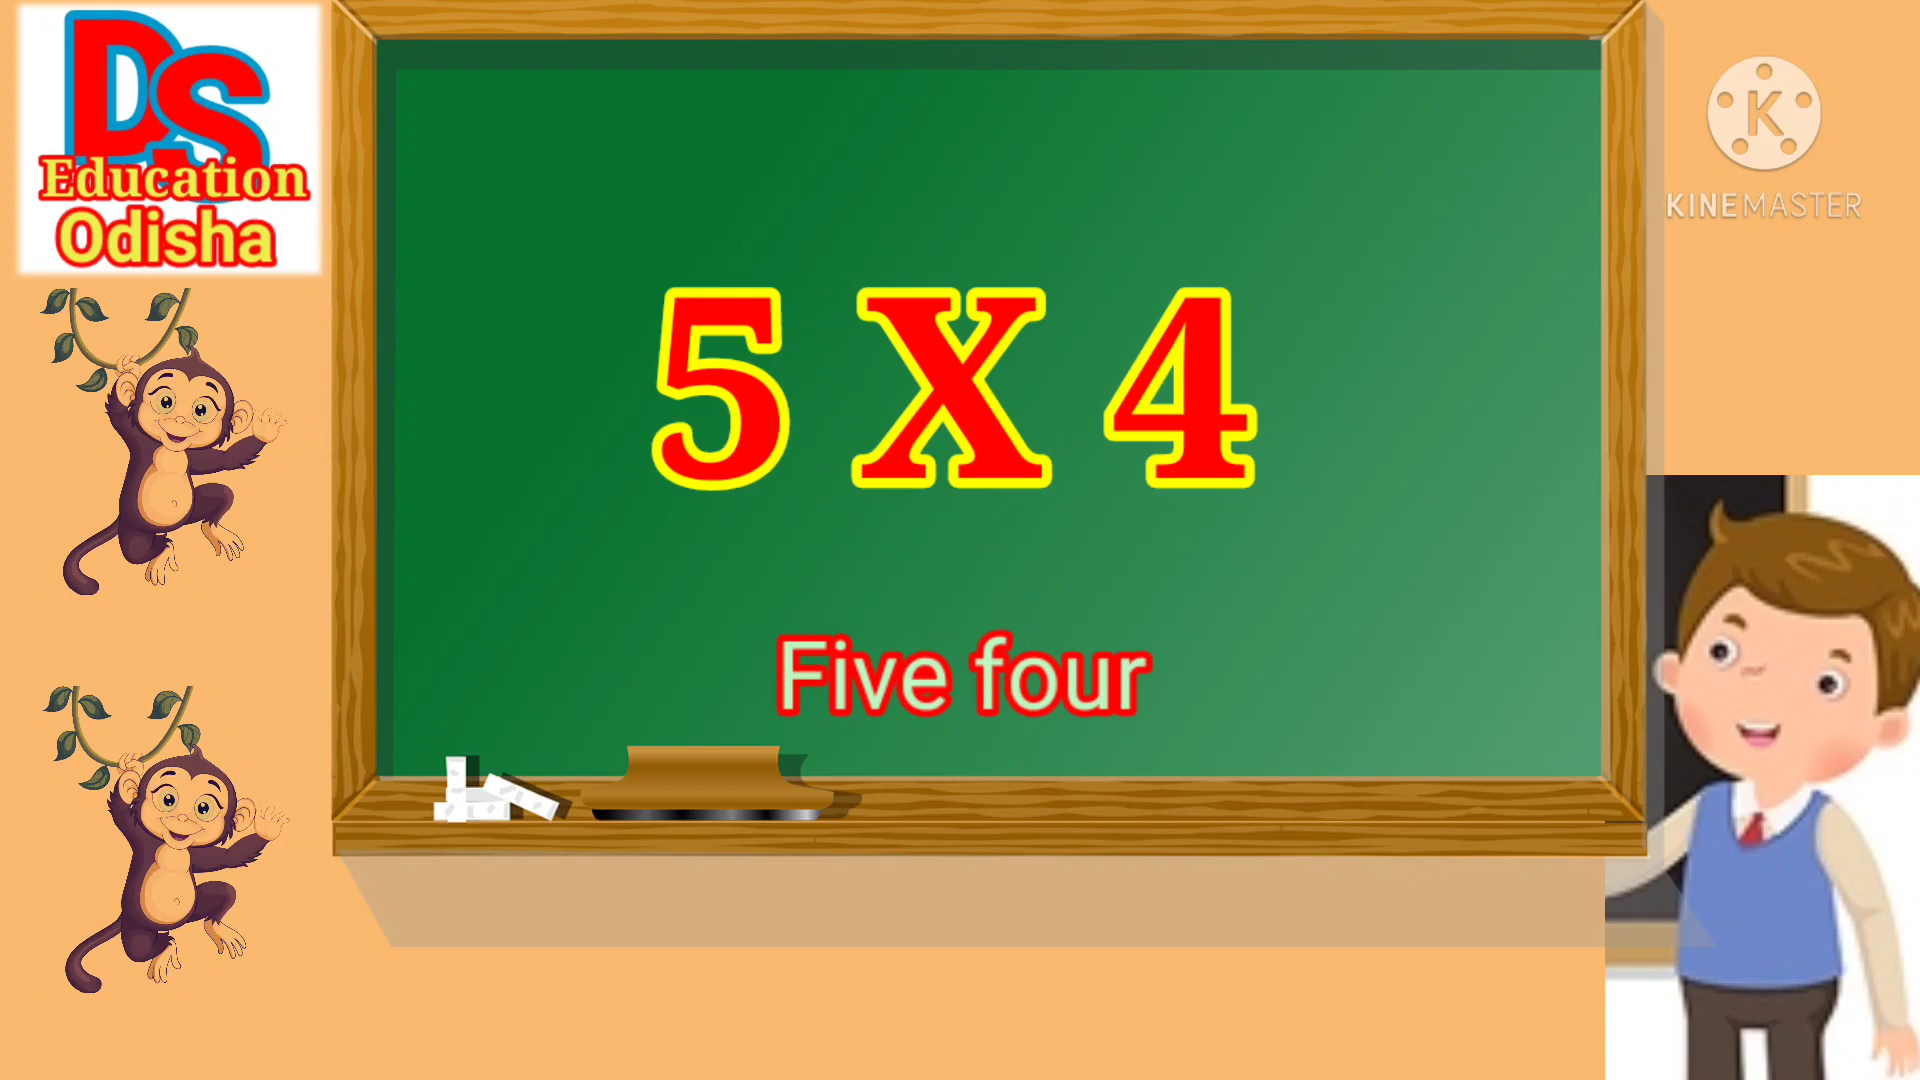 DS
Education
Odisha
K
KINEMASTER
5 X 4
Five four